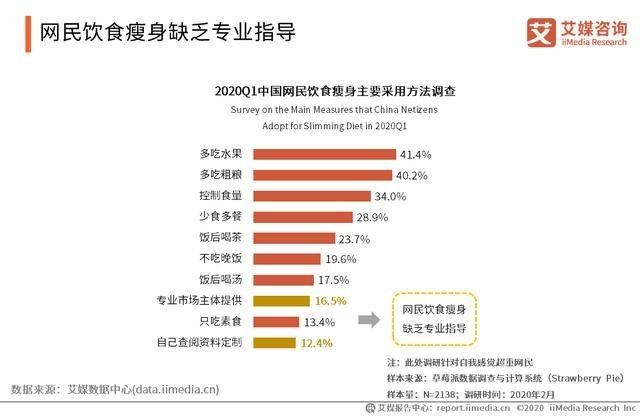 网民饮食瘦身缺乏专业指导
艾媒咨询
iiMedia Research
2020Q1中国网民饮食瘦身主要采用方法调查
Survey on the Main Measures that China Netizens
Adopt for Slimming Diet in 2020Q1
多吃水果 41.4%
多吃粗粮 40.2%
控制食量 34.0%
少食多餐 28.9%
饭后喝茶 23.7%
不吃晚饭 19.6%
饭后喝汤 17.5%
专业市场主体提供 16.5%
只吃素食 13.4%
自己查阅资料定制 12.4%
网民饮食瘦身
缺乏专业指导
注：此处调研针对自我感觉超重网民
样本来源：草莓派数据调查与计算系统（Strawberry Pie）
样本量：N=2138；调研时间：2020年2月
数据来源：艾媒数据中心(data.iimedia.cn)
艾媒报告中心：report.iimedia.cn ©2020 iiMedia Research Inc